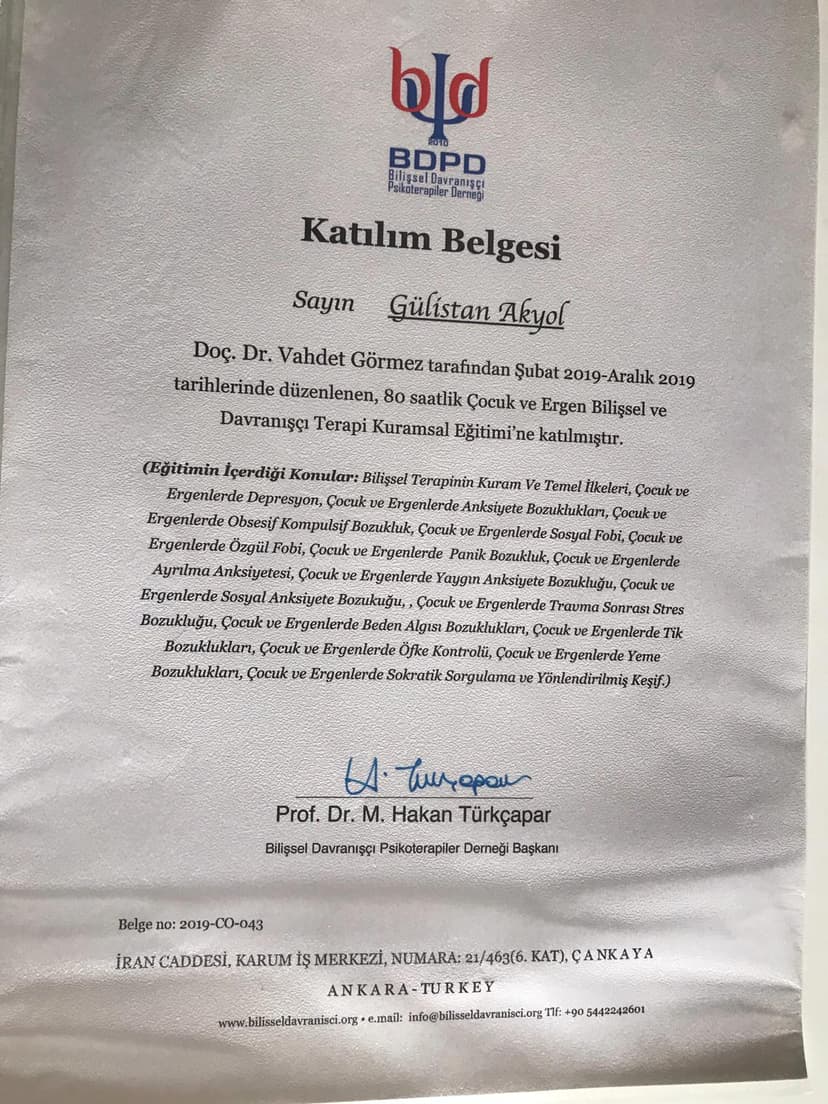 bpd
2010
BDPD
Bilişsel Davranışçı
Psikoterapiler Derneği
Katılım Belgesi
Sayın Gülistan Akyol
Doç. Dr. Vahdet Görmez tarafından Şubat 2019-Aralık 2019
tarihlerinde düzenlenen, 80 saatlik Çocuk ve Ergen Bilişsel ve
Davranışçı Terapi Kuramsal Eğitimi’ne katılmıştır.
(Eğitimin İçerdiği Konular: Bilişsel Terapinin Kuram Ve Temel İlkeleri, Çocuk ve
Ergenlerde Depresyon, Çocuk ve Ergenlerde Anksiyete Bozuklukları, Çocuk ve
Ergenlerde Obsesif Kompulsif Bozukluk, Çocuk ve Ergenlerde Sosyal Fobi, Çocuk ve
Ergenlerde Özgül Fobi, Çocuk ve Ergenlerde Panik Bozukluk, Çocuk ve Ergenlerde
Ayrılma Anksiyetesi, Çocuk ve Ergenlerde Yaygın Anksiyete Bozukluğu, Çocuk ve
Ergenlerde Sosyal Anksiyete Bozukuğu, , Çocuk ve Ergenlerde Travma Sonrası Stres
Bozukluğu, Çocuk ve Ergenlerde Beden Algısı Bozuklukları, Çocuk ve Ergenlerde Tik
Bozuklukları, Çocuk ve Ergenlerde Öfke Kontrolü, Çocuk ve Ergenlerde Yeme
Bozuklukları, Çocuk ve Ergenlerde Sokratik Sorgulama ve Yönlendirilmiş Keşif.)
H. Türkçapar
Prof. Dr. M. Hakan Türkçapar
Bilişsel Davranışçı Psikoterapiler Derneği Başkanı
Belge no: 2019-CO-043
İRAN CADDESİ, KARUM İŞ MERKEZİ, NUMARA: 21/463(6. KAT), ÇANKAYA
ANKARA-TURKEY
www.bilisseldavranisci.org • e.mail: info@bilisseldavranisci.org Tlf: +90 5442242601